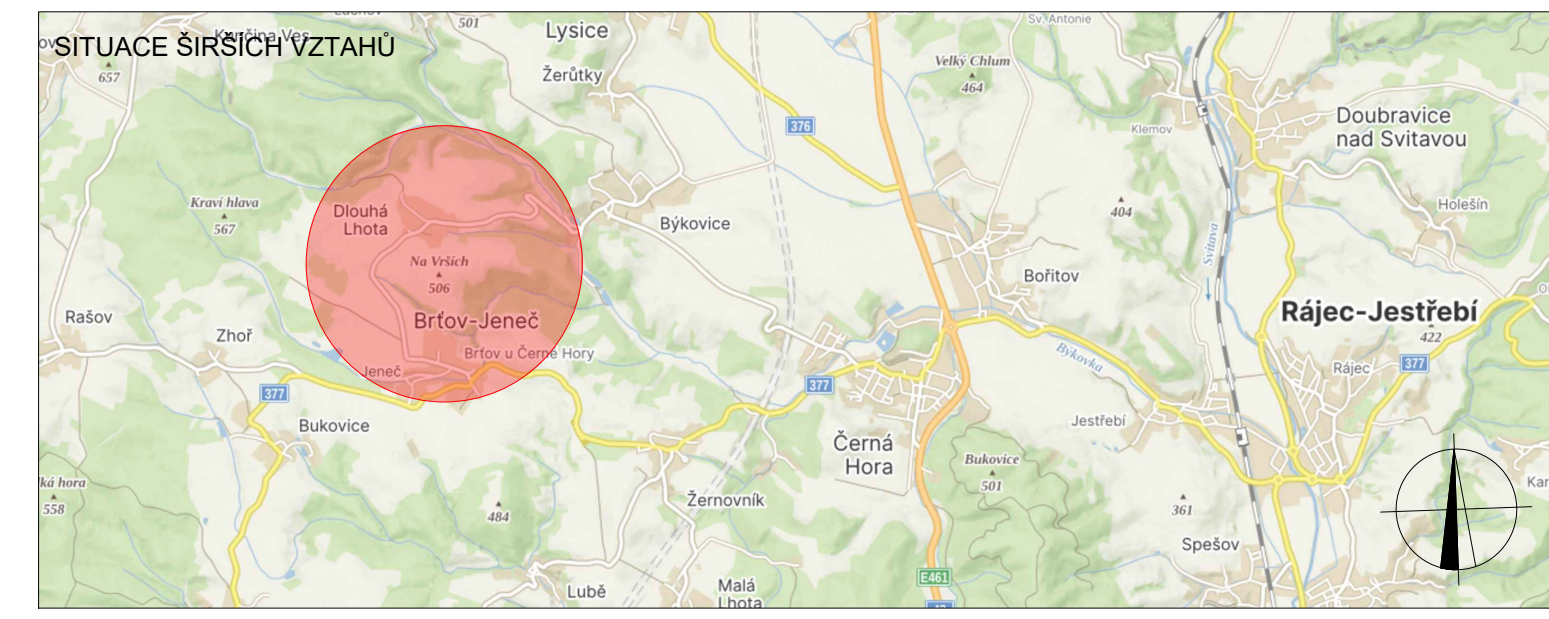 SITUACE ŠIRŠÍCH VZTAHŮ
501
Lysice
Žerůtky
657
Sv. Antonie
Velký Chlum
464
376
Klemov
Doubravice
nad Svitavou
Kraví hlava
567
Dlouhá
Lhota
Býkovice
404
Holešín
Svitava
Na Vrších
506
Bořitov
Rašov
Zhoř
Brťov-Jeneč
Brťov u Černé Hory
Jeneč
Rájec-Jestřebí
422
Býkovka
Rájec
377
377
377
Bukovice
Jestřebí
Černá
Hora
Bukovice
501
558
484
Žernovník
361
Spešov
Lubě
Malá
Lhota
E461